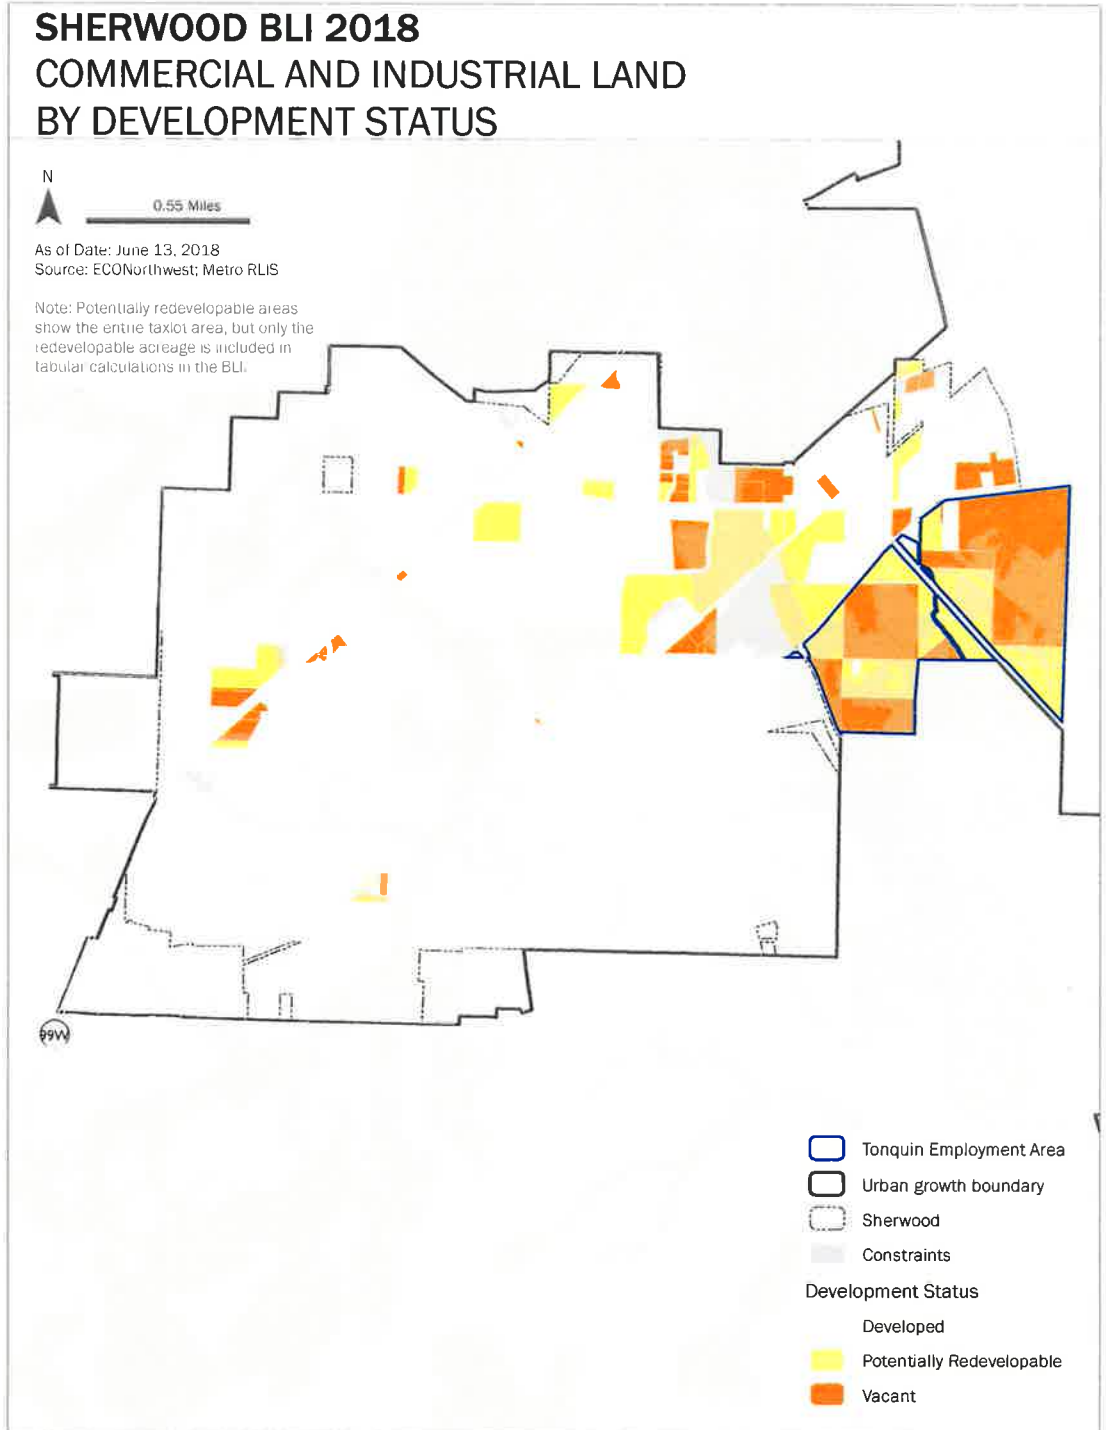 SHERWOOD BLI 2018
COMMERCIAL AND INDUSTRIAL LAND
BY DEVELOPMENT STATUS
N
0.55 Miles
As of Date: June 13, 2018
Source: ECONorthwest; Metro RLIS
Note: Potentially redevelopable areas
show the entire taxlot area, but only the
redevelopable acreage is included in
tabular calculations in the BLI.
99W
Tonquin Employment Area
Urban growth boundary
Sherwood
Constraints
Development Status
Developed
Potentially Redevelopable
Vacant